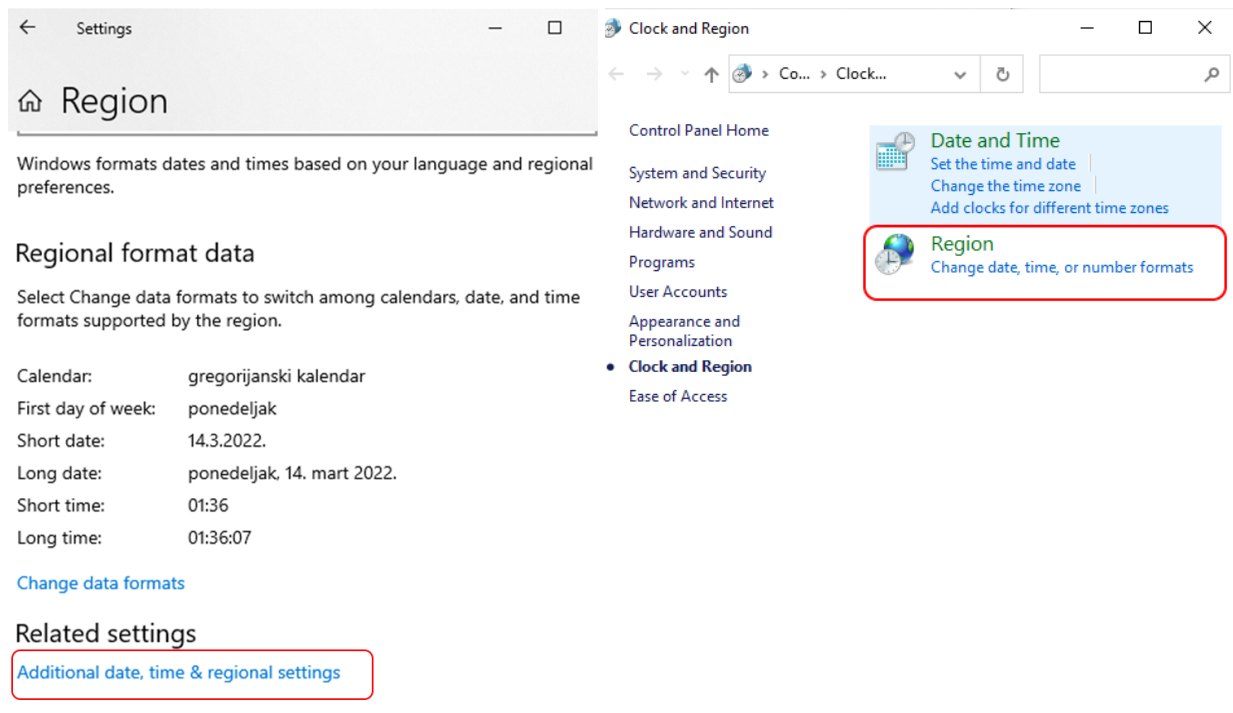 Settings
Region
Windows formats dates and times based on your language and regional
preferences.
Regional format data
Select Change data formats to switch among calendars, date, and time
formats supported by the region.
Calendar: gregorijanski kalendar
First day of week: ponedeljak
Short date: 14.3.2022.
Long date: ponedeljak, 14. mart 2022.
Short time: 01:36
Long time: 01:36:07
Change data formats
Related settings
Additional date, time & regional settings
Clock and Region
Co... › Clock...
Control Panel Home
System and Security
Network and Internet
Hardware and Sound
Programs
User Accounts
Appearance and
Personalization
Clock and Region
Ease of Access
Date and Time
Set the time and date
Change the time zone
Add clocks for different time zones
Region
Change date, time, or number formats